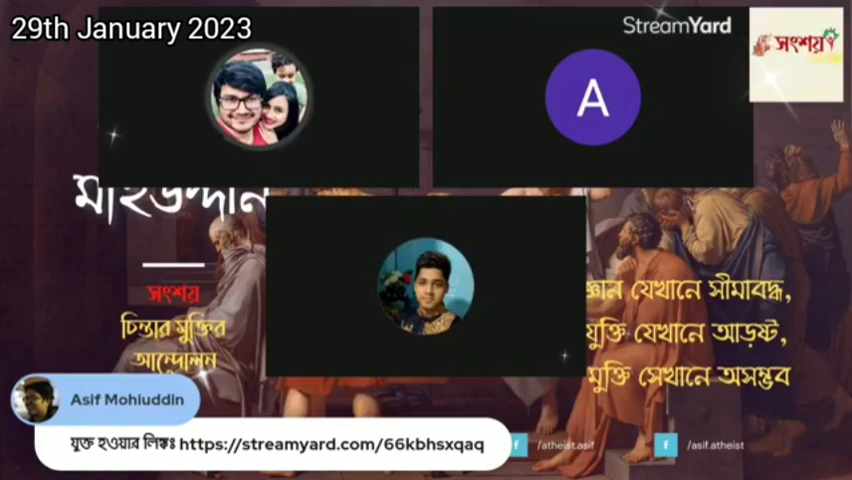 29th January 2023
StreamYard
সংশয়
A
সংশয়
চিন্তার মুক্তির
আন্দোলন
জ্ঞান যেখানে সীমাবদ্ধ,
যুক্তি যেখানে আড়ষ্ট,
মুক্তি সেখানে অসম্ভব
Asif Mohiuddin
যুক্ত হওয়ার লিঙ্কঃ https://streamyard.com/66kbhsxqaq
f /atheist.asif
f /asif.atheist